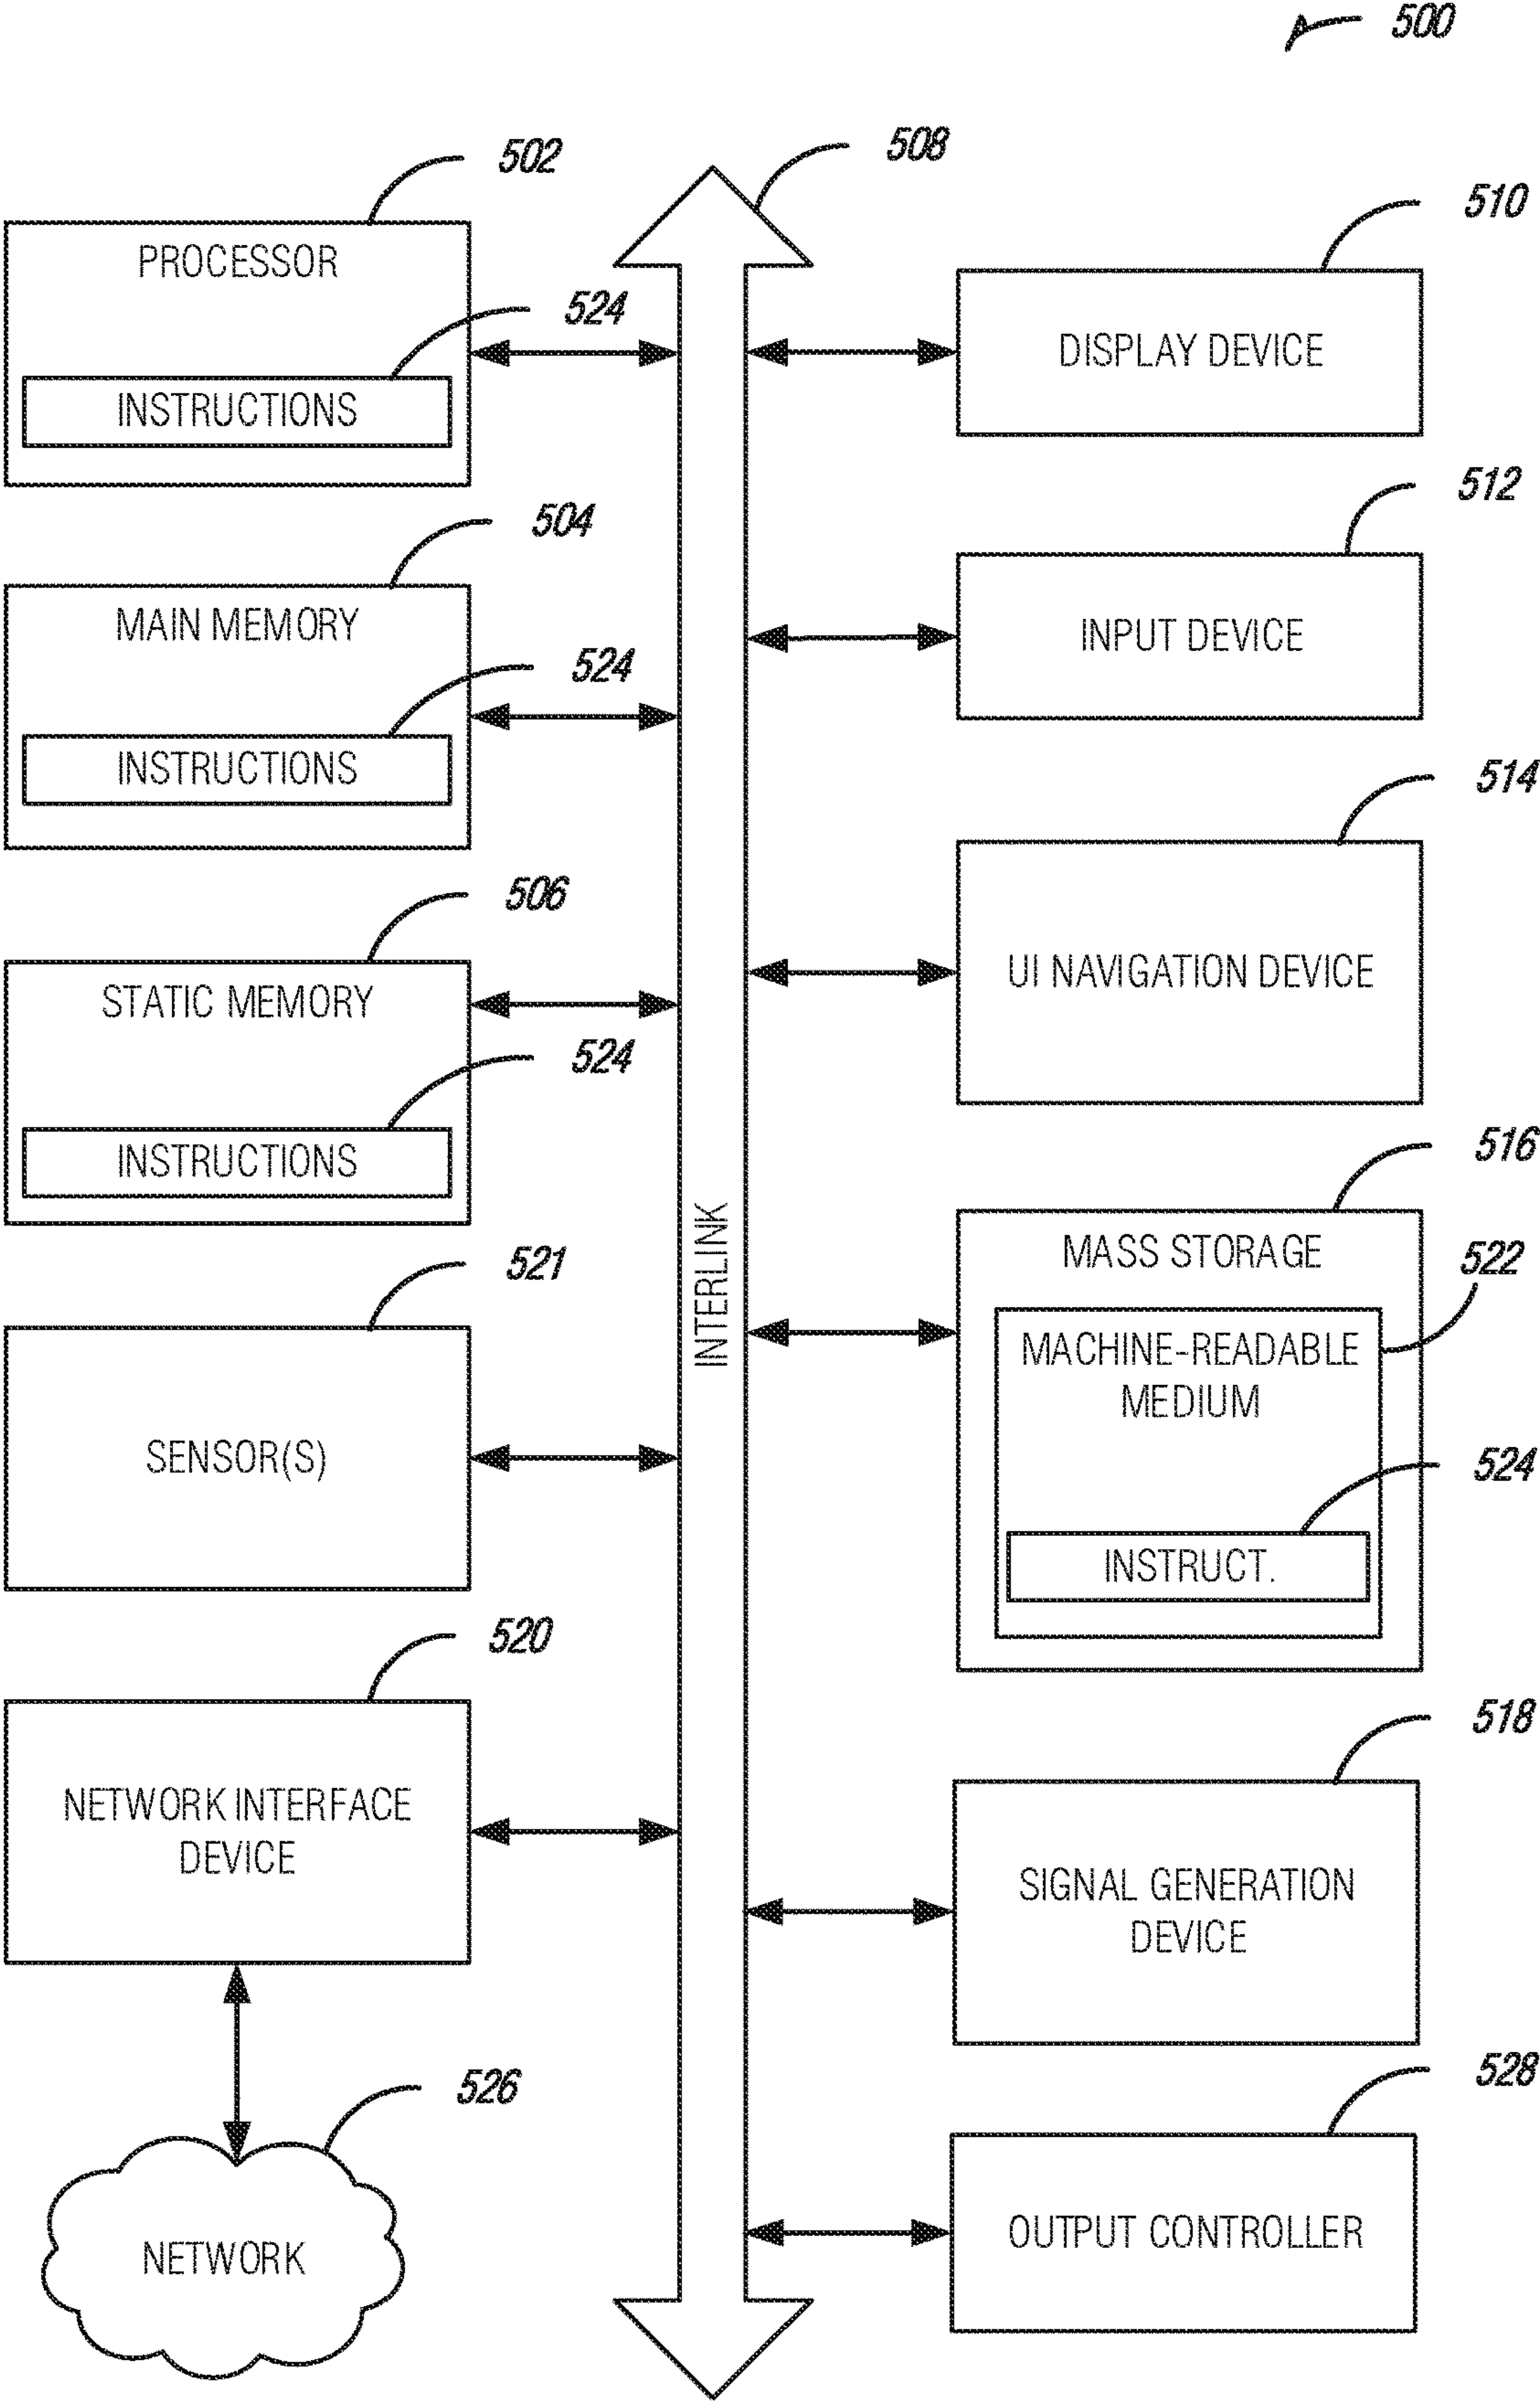 500
508
502
PROCESSOR
524
INSTRUCTIONS
504
MAIN MEMORY
524
INSTRUCTIONS
506
STATIC MEMORY
524
INSTRUCTIONS
521
SENSOR(S)
520
NETWORK INTERFACE
DEVICE
526
NETWORK
INTERLINK
510
DISPLAY DEVICE
512
INPUT DEVICE
514
UI NAVIGATION DEVICE
516
MASS STORAGE
522
MACHINE-READABLE
MEDIUM
524
INSTRUCT.
518
SIGNAL GENERATION
DEVICE
528
OUTPUT CONTROLLER